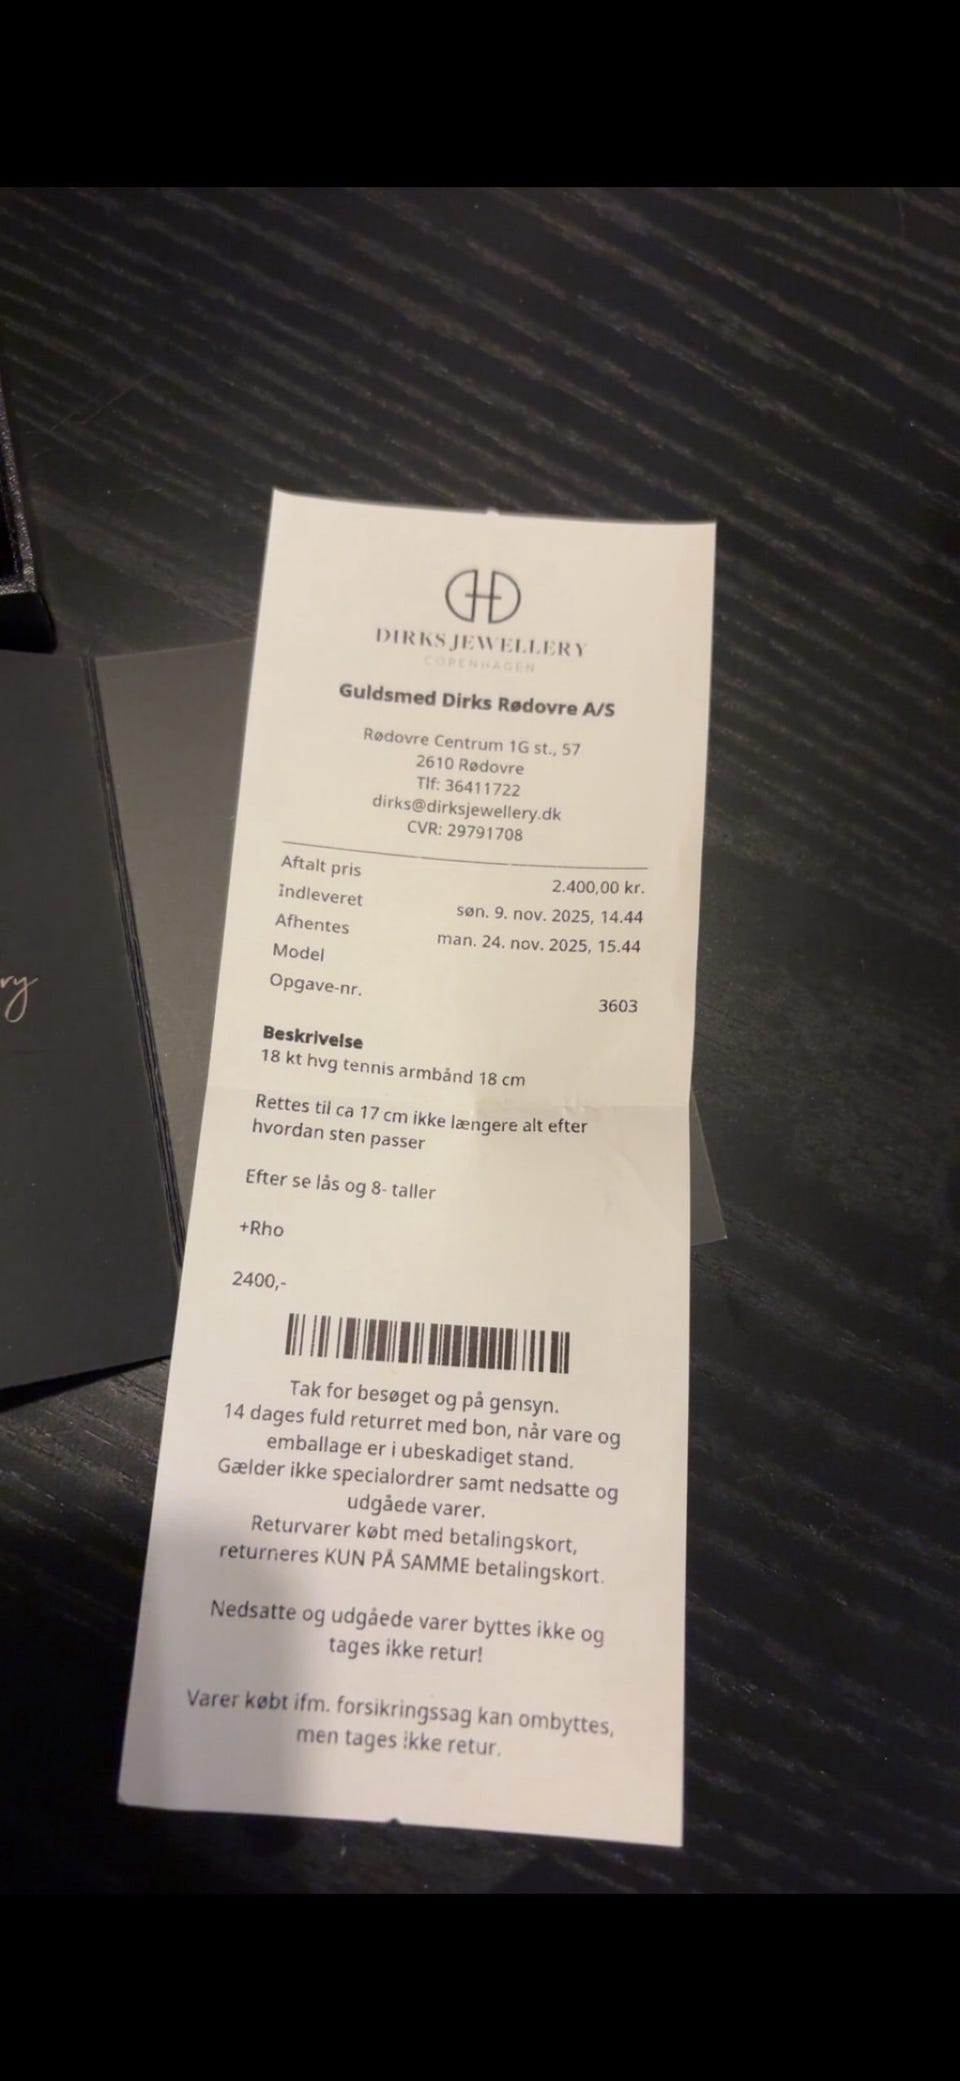 DIRKS JEWELLERY
COPENHAGEN
Guldsmed Dirks Rødovre A/S
Rødovre Centrum 1G st., 57
2610 Rødovre
Tlf: 36411722
dirks@dirksjewellery.dk
CVR: 29791708
Aftalt pris 2.400,00 kr.
Indleveret søn. 9. nov. 2025, 14.44
Afhentes man. 24. nov. 2025, 15.44
Model
Opgave-nr. 3603
Beskrivelse
18 kt hvg tennis armbånd 18 cm
Rettes til ca 17 cm ikke længere alt efter
hvordan sten passer
Efter se lås og 8- taller
+Rho
2400,-
Tak for besøget og på gensyn.
14 dages fuld returret med bon, når vare og
emballage er i ubeskadiget stand.
Gælder ikke specialordrer samt nedsatte og
udgåede varer.
Returvarer købt med betalingskort,
returneres KUN PÅ SAMME betalingskort.
Nedsatte og udgåede varer byttes ikke og
tages ikke retur!
Varer købt ifm. forsikringssag kan ombyttes,
men tages ikke retur.